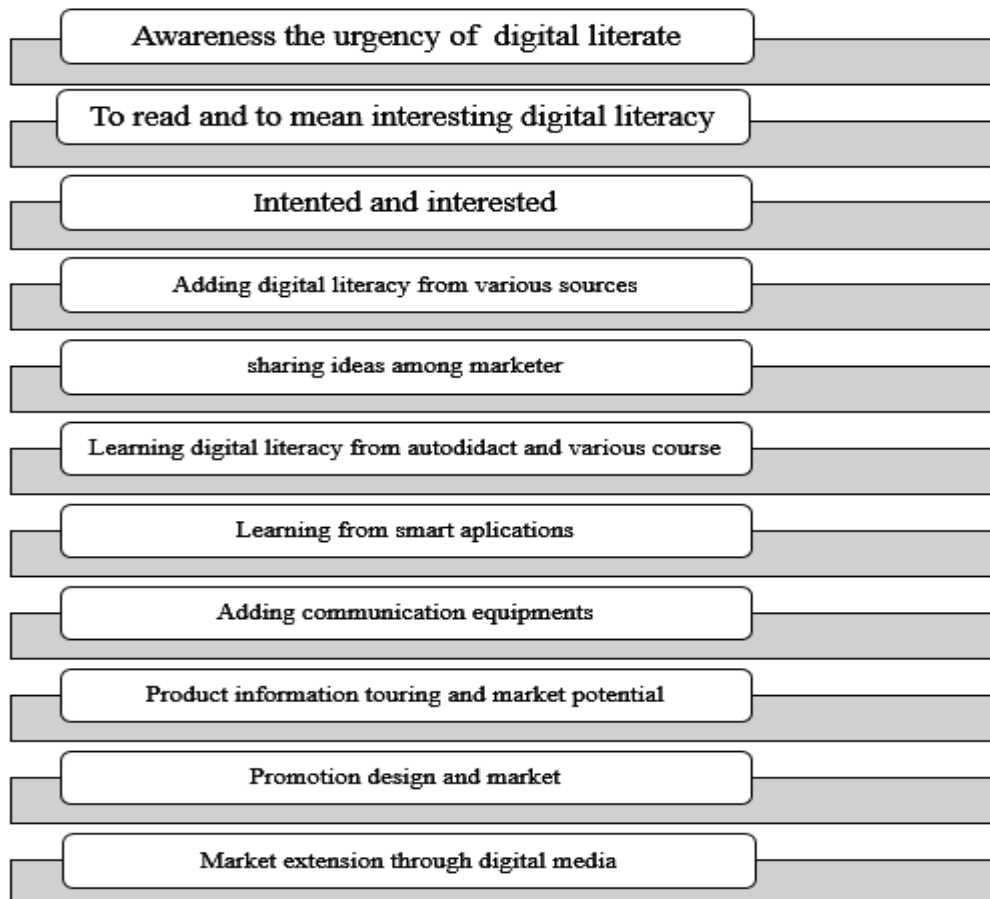 Awareness the urgency of digital literate
To read and to mean interesting digital literacy
Intented and interested
Adding digital literacy from various sources
sharing ideas among marketer
Learning digital literacy from autodidact and various course
Learning from smart aplications
Adding communication equipments
Product information touring and market potential
Promotion design and market
Market extension through digital media